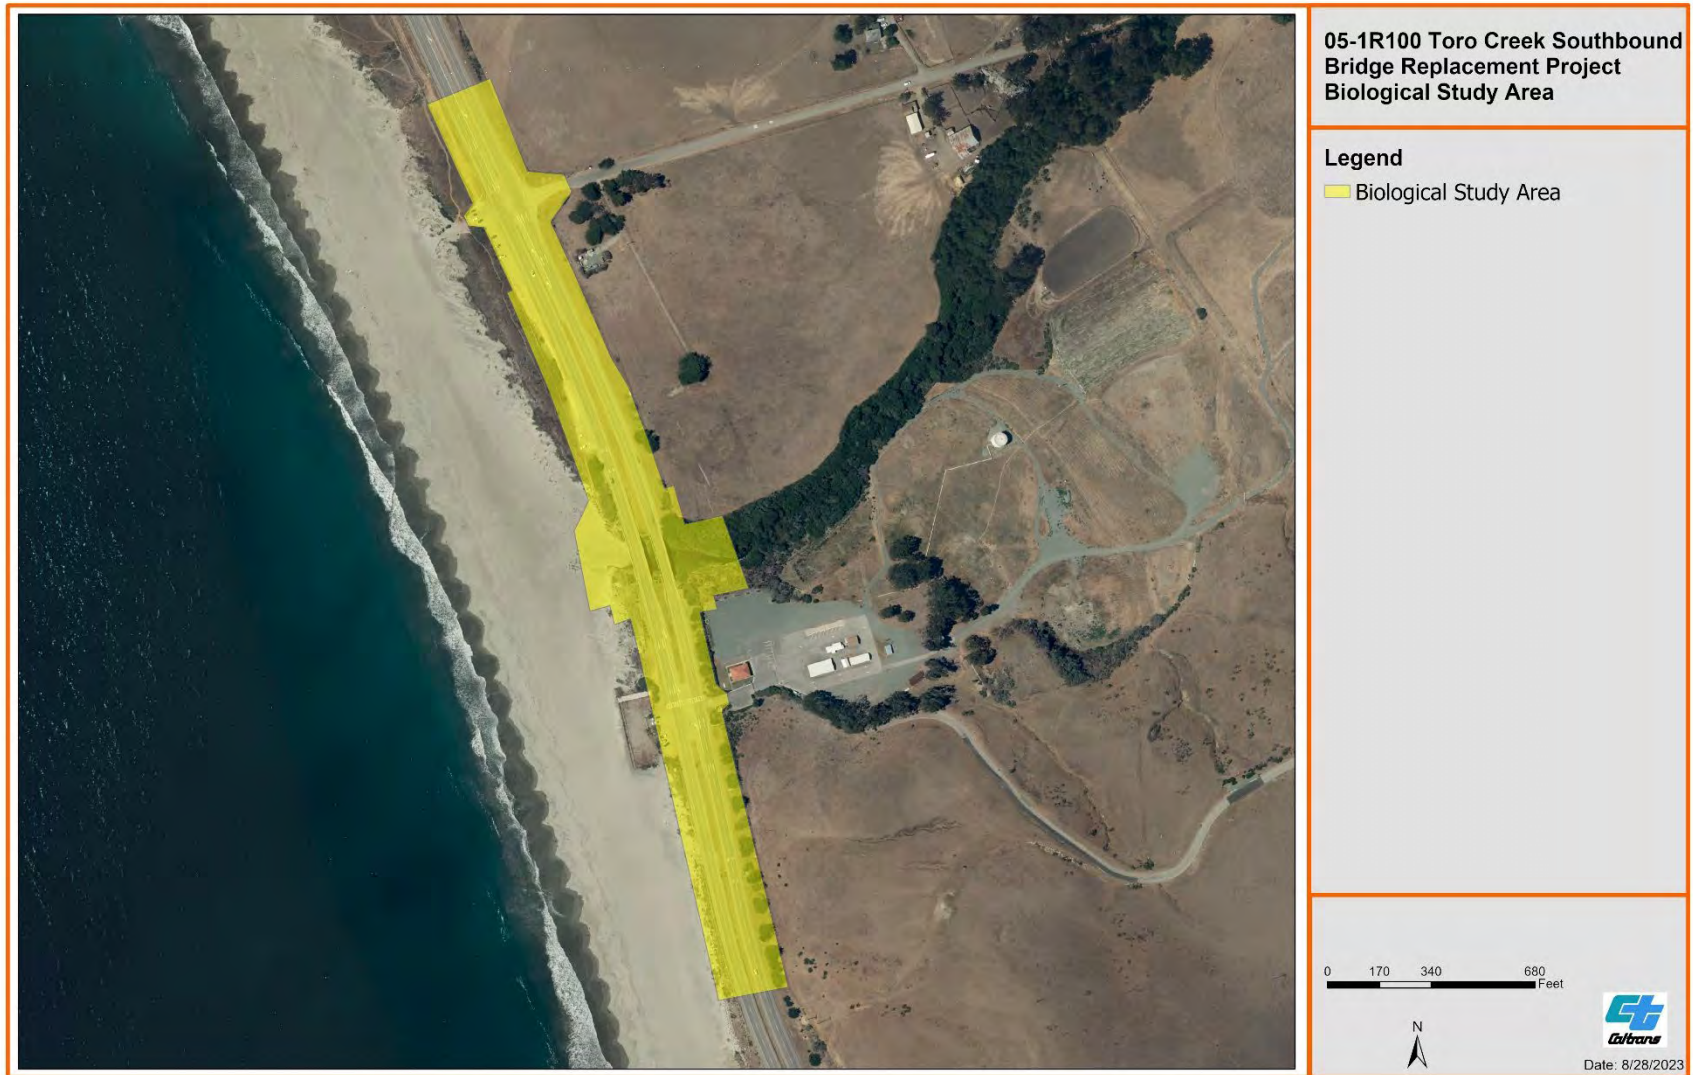 05-1R100 Toro Creek Southbound
Bridge Replacement Project
Biological Study Area
Legend
Biological Study Area
0 170 340 680
Feet
N
Caltrans
Date: 8/28/2023